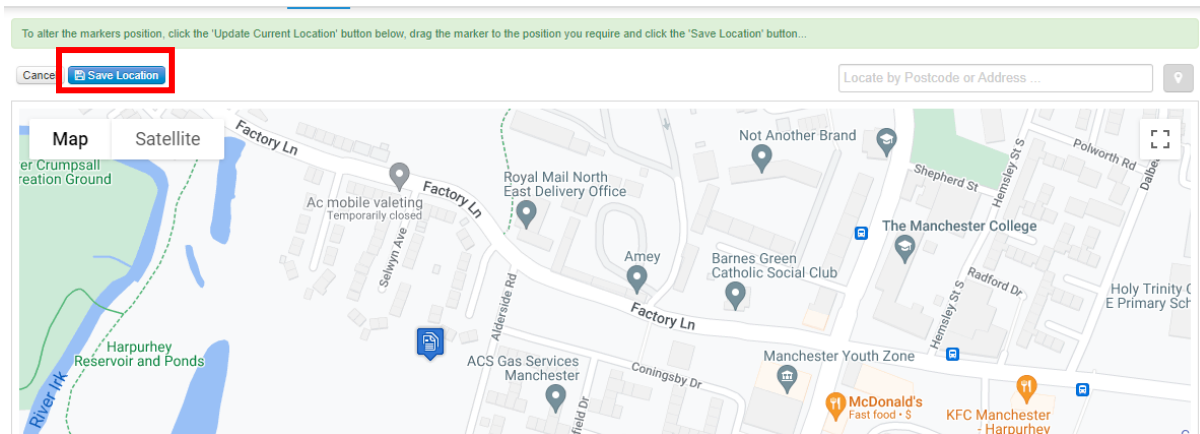 To alter the markers position, click the 'Update Current Location' button below, drag the marker to the position you require and click the 'Save Location' button...
Save Location
Locate by Postcode or Address ...
Map
Satellite
Factory Ln
Not Another Brand
Polworth Rd
Hemsley St S
Shepherd St
er Crumpsall
reation Ground
Royal Mail North
East Delivery Office
Factory Ln
Ac mobile valeting
Temporarily closed
Selwyn Ave
The Manchester College
Amey
Barnes Green
Catholic Social Club
Radford Dr
Alderside Rd
Holy Trinity
E Primary Sch
Factory Ln
Hemsley St S
Harpurhey
Reservoir and Ponds
River Irk
ACS Gas Services
Manchester
Coningsby Dr
Manchester Youth Zone
McDonald's
Fast food · $
KFC Manchester
- Harpurhey